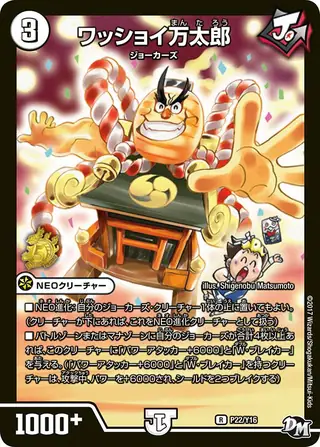 3
まんたろう
ワッショイ万太郎
ジョーカーズ
J
illus. Shigenobu Matsumoto
NEOクリーチャー
■NEO進化：自分のジョーカーズ・クリーチャー1体の上に置いてもよい。
(クリーチャーが下にあれば、これをNEO進化クリーチャーとして扱う)
■バトルゾーンまたはマナゾーンに自分のジョーカーズが合計4枚以上あ
れば、このクリーチャーに「パワーアタッカー+6000」と「W・ブレイカー」
を与える。(「パワーアタッカー+6000」と「W・ブレイカー」を持つクリ
ーチャーは、攻撃中、パワーを+6000され、シールドを2つブレイクする)
©2017 Wizards/Shogakukan/Mitsui-Kids
1000+
R P22/Y16
DM